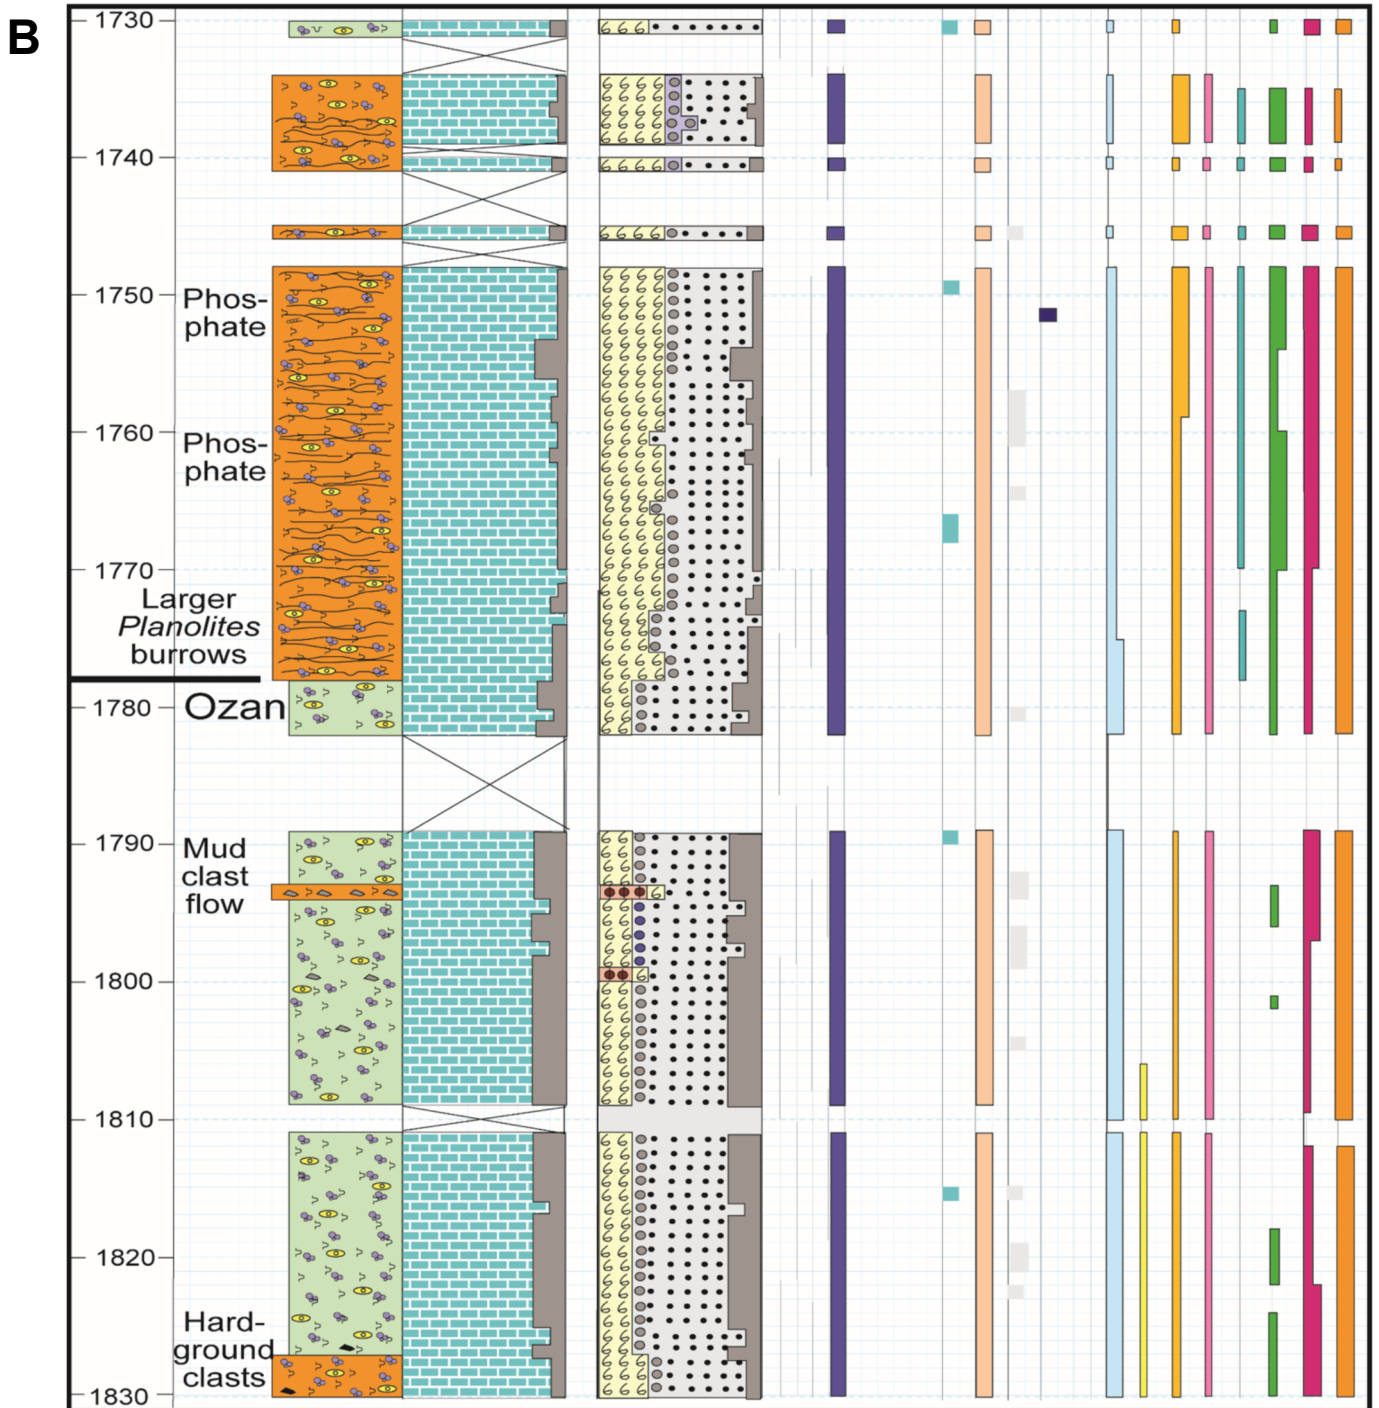 B
1730
1740
1750
Phos-
phate
1760
Phos-
phate
1770
Larger
Planolites
burrows
Ozan
1780
1790
Mud
clast
flow
1800
1810
1820
Hard-
ground
clasts
1830